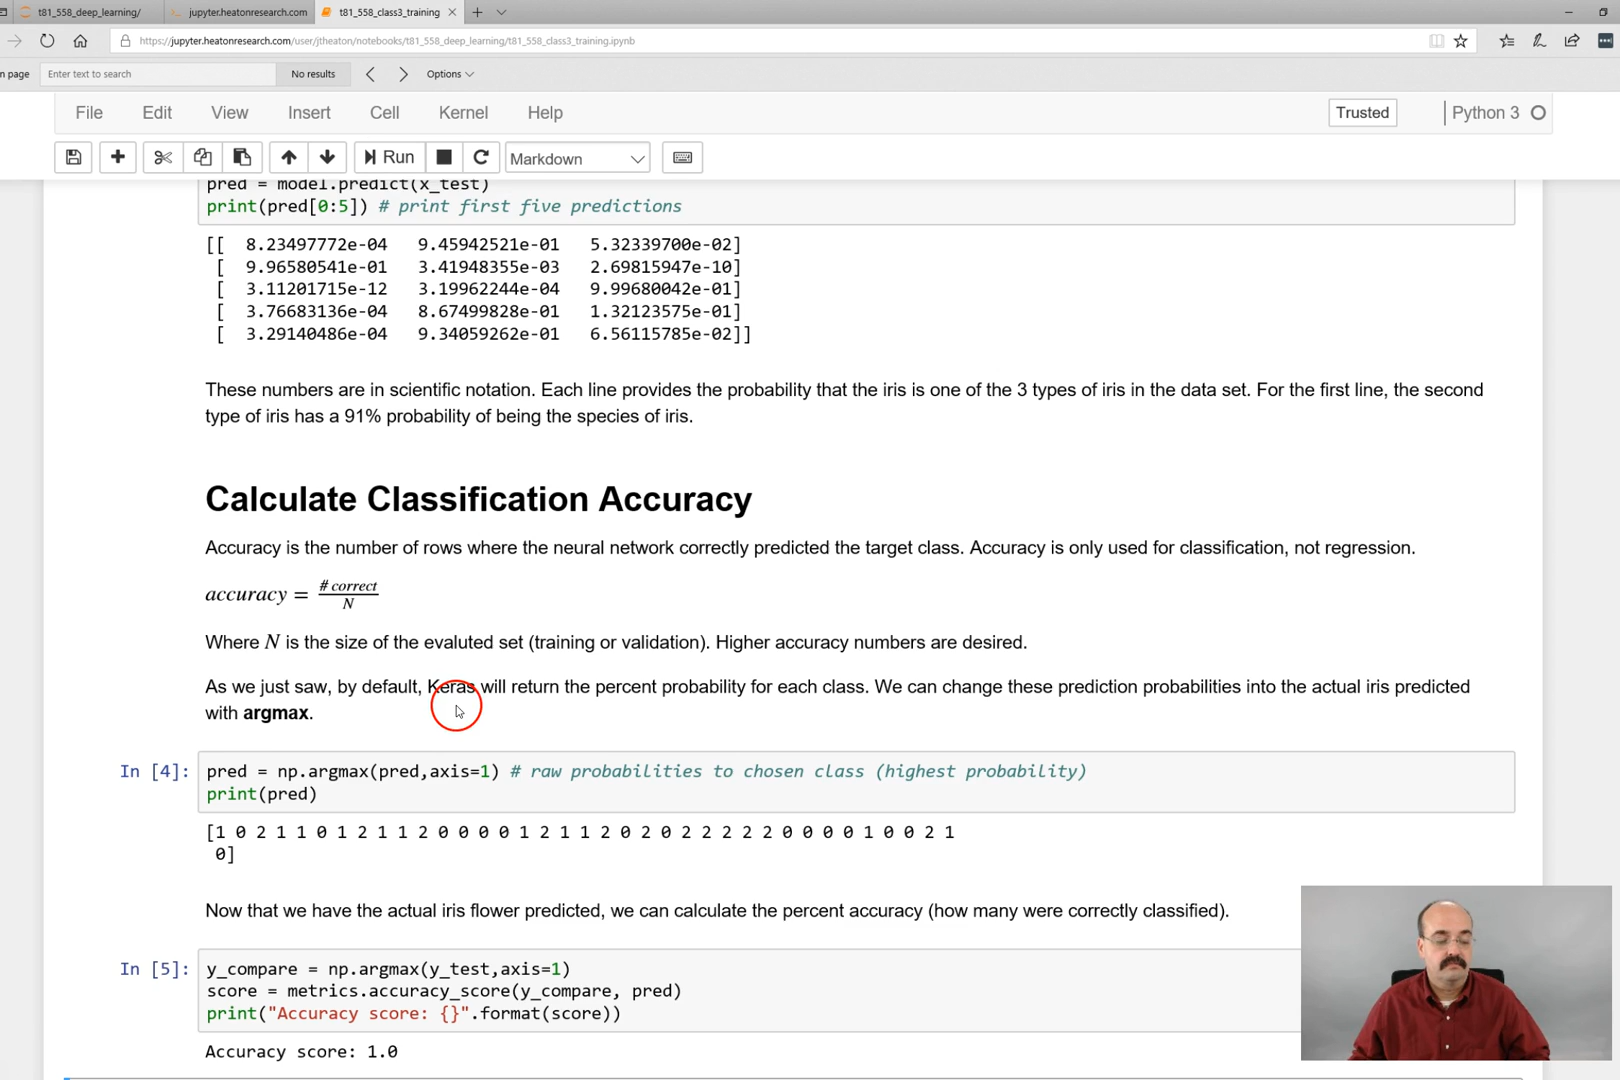 t81_558_deep_learning/
jupyter.heatonresearch.com
t81_558_class3_training
https://jupyter.heatonresearch.com/user/jtheaton/notebooks/t81_558_deep_learning/t81_558_class3_training.ipynb
n page
Enter text to search
No results
Options
File Edit View Insert Cell Kernel Help
Trusted
Python 3
Run
Markdown
pred = model.predict(x_test)
print(pred[0:5]) # print first five predictions
[[ 8.23497772e-04 9.45942521e-01 5.32339700e-02]
[ 9.96580541e-01 3.41948355e-03 2.69815947e-10]
[ 3.11201715e-12 3.19962244e-04 9.99680042e-01]
[ 3.76683136e-04 8.67499828e-01 1.32123575e-01]
[ 3.29140486e-04 9.34059262e-01 6.56115785e-02]]
These numbers are in scientific notation. Each line provides the probability that the iris is one of the 3 types of iris in the data set. For the first line, the second
type of iris has a 91% probability of being the species of iris.
Calculate Classification Accuracy
Accuracy is the number of rows where the neural network correctly predicted the target class. Accuracy is only used for classification, not regression.
accuracy = # correct / N
Where N is the size of the evaluted set (training or validation). Higher accuracy numbers are desired.
As we just saw, by default, Keras will return the percent probability for each class. We can change these prediction probabilities into the actual iris predicted
with argmax.
In [4]: pred = np.argmax(pred,axis=1) # raw probabilities to chosen class (highest probability)
print(pred)
[1 0 2 1 1 0 1 2 1 1 2 0 0 0 0 1 2 1 1 2 0 2 0 2 2 2 2 2 0 0 0 0 1 0 0 2 1
0]
Now that we have the actual iris flower predicted, we can calculate the percent accuracy (how many were correctly classified).
In [5]: y_compare = np.argmax(y_test,axis=1)
score = metrics.accuracy_score(y_compare, pred)
print("Accuracy score: {}".format(score))
Accuracy score: 1.0